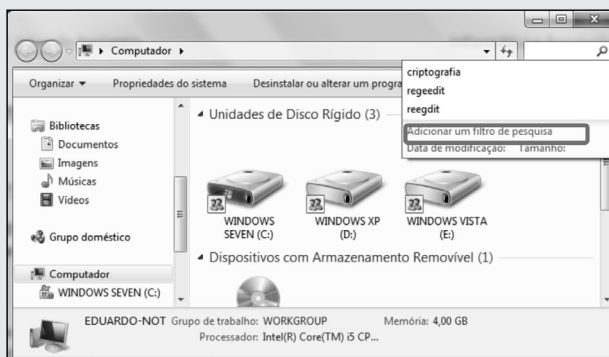 Computador
criptografia
regeedit
reegdit
Adicionar um filtro de pesquisa
Data de modificação: Tamanho:
Organizar Propriedades do sistema Desinstalar ou alterar um progra
Bibliotecas
Documentos
Imagens
Músicas
Vídeos
Grupo doméstico
Computador
WINDOWS SEVEN (C:)
Unidades de Disco Rígido (3)
WINDOWS
SEVEN (C:)
WINDOWS XP
(D:)
WINDOWS VISTA
(E:)
Dispositivos com Armazenamento Removível (1)
EDUARDO-NOT Grupo de trabalho: WORKGROUP Memória: 4,00 GB
Processador: Intel(R) Core(TM) i5 CP...